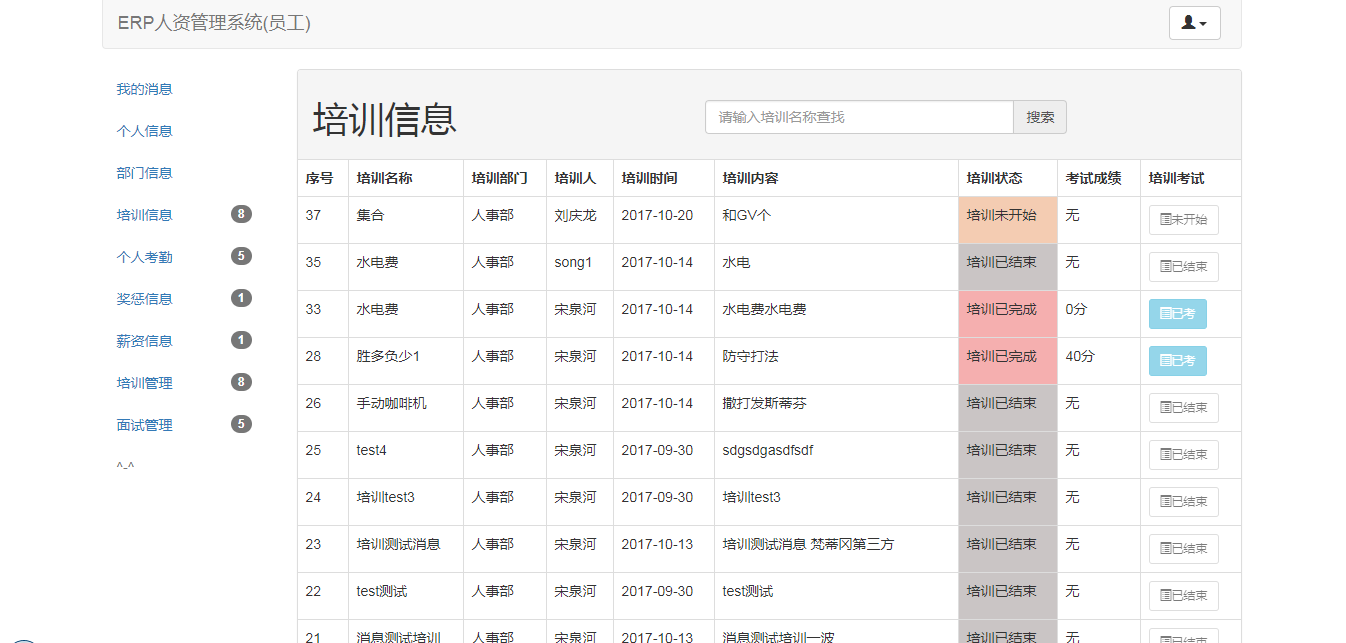 ERP人资管理系统(员工)
我的消息
个人信息
部门信息
培训信息 8
个人考勤 5
奖惩信息 1
薪资信息 1
培训管理 8
面试管理 5
^-^
培训信息
请输入培训名称查找 搜索
序号 培训名称 培训部门 培训人 培训时间 培训内容 培训状态 考试成绩 培训考试
37 集合 人事部 刘庆龙 2017-10-20 和GV个 培训未开始 无 未开始
35 水电费 人事部 song1 2017-10-14 水电 培训已结束 无 已结束
33 水电费 人事部 宋泉河 2017-10-14 水电费水电费 培训已完成 0分 已考
28 胜多负少1 人事部 宋泉河 2017-10-14 防守打法 培训已完成 40分 已考
26 手动咖啡机 人事部 宋泉河 2017-10-14 撒打发斯蒂芬 培训已结束 无 已结束
25 test4 人事部 宋泉河 2017-09-30 sdgsdgasdfsdf 培训已结束 无 已结束
24 培训test3 人事部 宋泉河 2017-09-30 培训test3 培训已结束 无 已结束
23 培训测试消息 人事部 宋泉河 2017-10-13 培训测试消息 梵蒂冈第三方 培训已结束 无 已结束
22 test测试 人事部 宋泉河 2017-09-30 test测试 培训已结束 无 已结束
21 消息测试培训 人事部 宋泉河 2017-10-13 消息测试培训一波 培训已结束 无 已结束